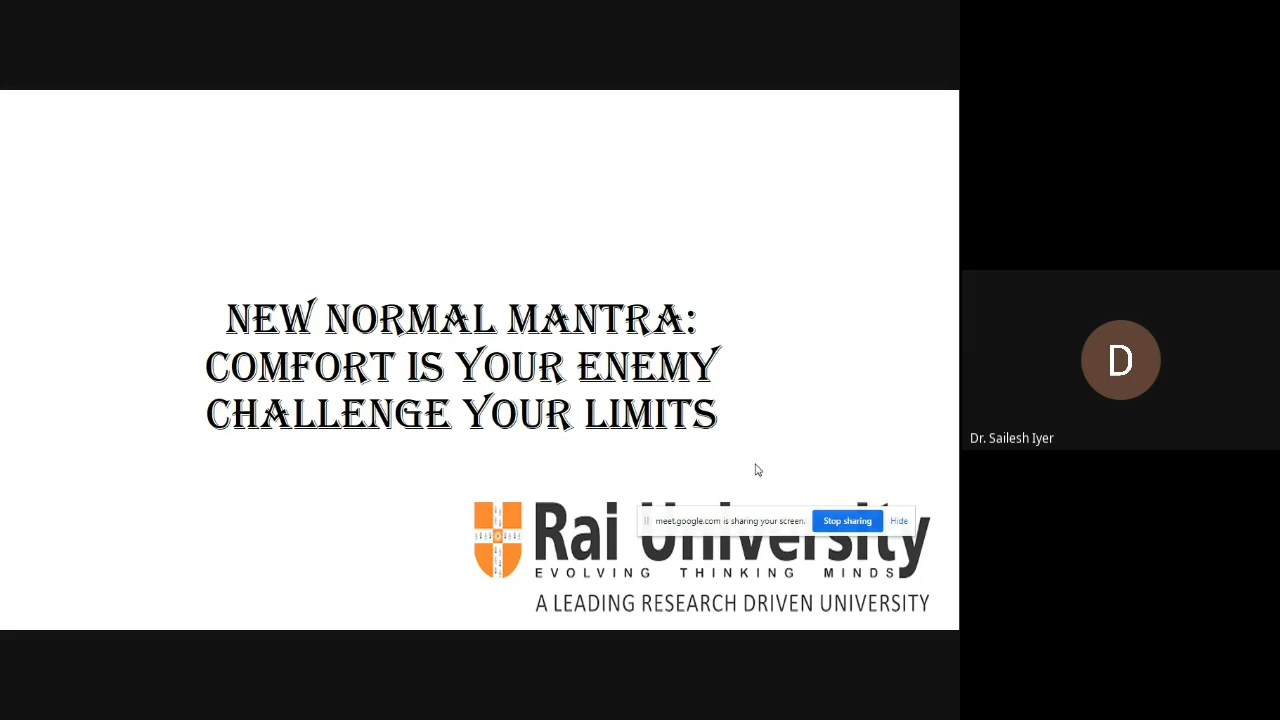 NEW NORMAL MANTRA:
COMFORT IS YOUR ENEMY
CHALLENGE YOUR LIMITS
Rai University
meet.google.com is sharing your screen.
Stop sharing
Hide
EVOLVING THINKING MINDS
A LEADING RESEARCH DRIVEN UNIVERSITY
D
Dr. Sailesh Iyer